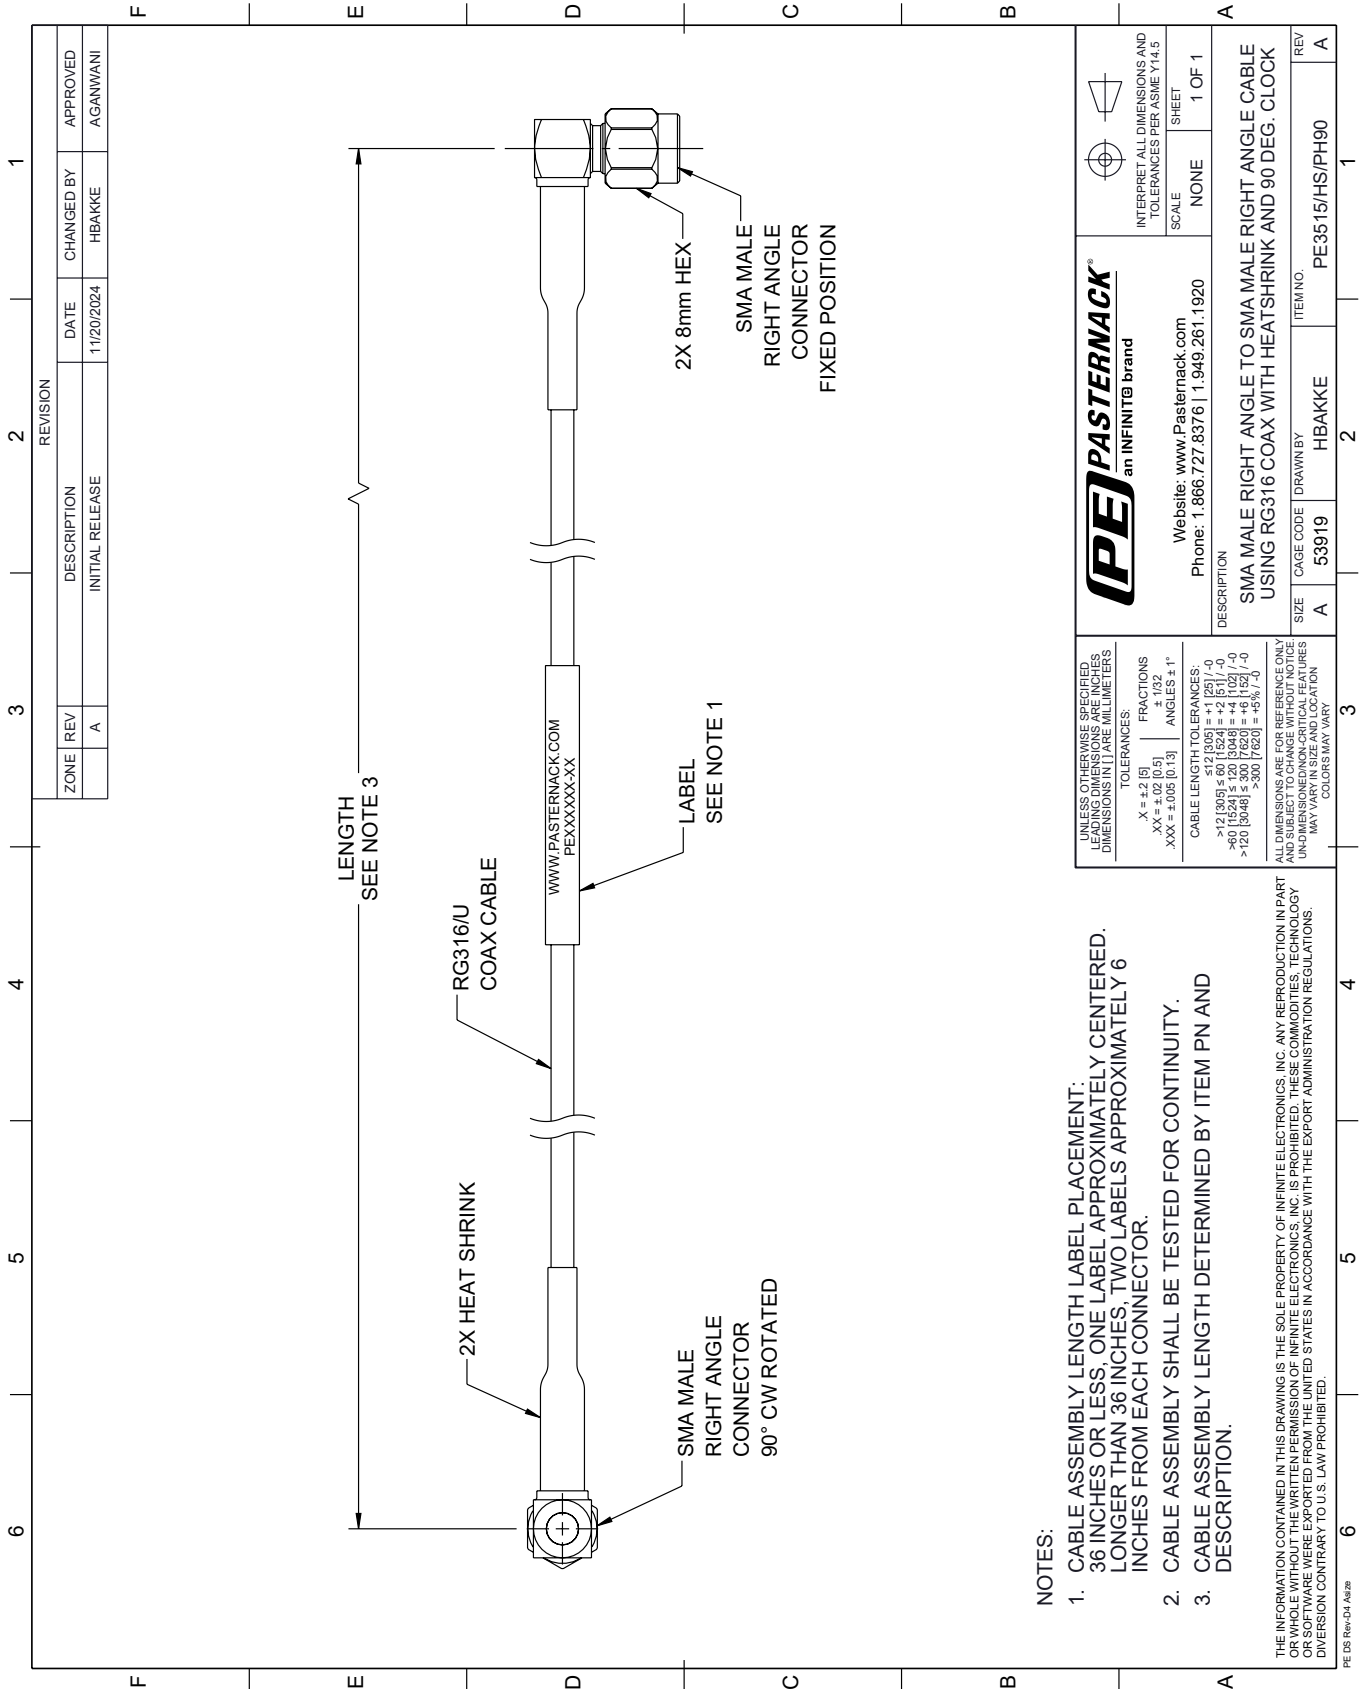 6
5
4
3
2
1
F
E
D
C
B
A
REVISION
ZONE
REV
DESCRIPTION
DATE
CHANGED BY
APPROVED
A
INITIAL RELEASE
11/20/2024
HBAKKE
AGANWANI
LENGTH
SEE NOTE 3
2X HEAT SHRINK
RG316/U
COAX CABLE
WWW.PASTERNACK.COM
PEXXXXXX-XX
LABEL
SEE NOTE 1
2X 8mm HEX
SMA MALE
RIGHT ANGLE
CONNECTOR
FIXED POSITION
SMA MALE
RIGHT ANGLE
CONNECTOR
90° CW ROTATED
NOTES:
1. CABLE ASSEMBLY LENGTH LABEL PLACEMENT:
36 INCHES OR LESS, ONE LABEL APPROXIMATELY CENTERED.
LONGER THAN 36 INCHES, TWO LABELS APPROXIMATELY 6
INCHES FROM EACH CONNECTOR.
2. CABLE ASSEMBLY SHALL BE TESTED FOR CONTINUITY.
3. CABLE ASSEMBLY LENGTH DETERMINED BY ITEM PN AND
DESCRIPTION.
THE INFORMATION CONTAINED IN THIS DRAWING IS THE SOLE PROPERTY OF INFINITE ELECTRONICS, INC. ANY REPRODUCTION IN PART
OR WHOLE WITHOUT THE WRITTEN PERMISSION OF INFINITE ELECTRONICS, INC. IS PROHIBITED. THESE COMMODITIES, TECHNOLOGY
OR SOFTWARE WERE EXPORTED FROM THE UNITED STATES IN ACCORDANCE WITH THE EXPORT ADMINISTRATION REGULATIONS.
DIVERSION CONTRARY TO U.S. LAW PROHIBITED.
UNLESS OTHERWISE SPECIFIED
LEADING DIMENSIONS ARE INCHES
DIMENSIONS IN [ ] ARE MILLIMETERS
TOLERANCES:
.X = ±.2 [5]
.XX = ±.02 [0.5]
.XXX = ±.005 [0.13]
FRACTIONS
± 1/32
ANGLES ± 1°
CABLE LENGTH TOLERANCES:
≤12 [305] = +1 [25] / -0
>12 [305] ≤ 60 [1524] = +2 [51] / -0
>60 [1524] ≤ 120 [3048] = +4 [102] / -0
>120 [3048] ≤ 300 [7620] = +6 [152] / -0
>300 [7620] = +5% / -0
ALL DIMENSIONS ARE FOR REFERENCE ONLY
AND SUBJECT TO CHANGE WITHOUT NOTICE.
UN-DIMENSIONED/NON-CRITICAL FEATURES
MAY VARY IN SIZE AND LOCATION
COLORS MAY VARY
PE PASTERNACK®
an INFINIT@ brand
Website: www.Pasternack.com
Phone: 1.866.727.8376 | 1.949.261.1920
INTERPRET ALL DIMENSIONS AND
TOLERANCES PER ASME Y14.5
SCALE
NONE
SHEET
1 OF 1
DESCRIPTION
SMA MALE RIGHT ANGLE TO SMA MALE RIGHT ANGLE CABLE
USING RG316 COAX WITH HEATSHRINK AND 90 DEG. CLOCK
SIZE
A
CAGE CODE
53919
DRAWN BY
HBAKKE
ITEM NO.
PE3515/HS/PH90
REV
A
F
E
D
C
B
A
6
5
4
3
2
1
PE DS Rev-D4 Asize